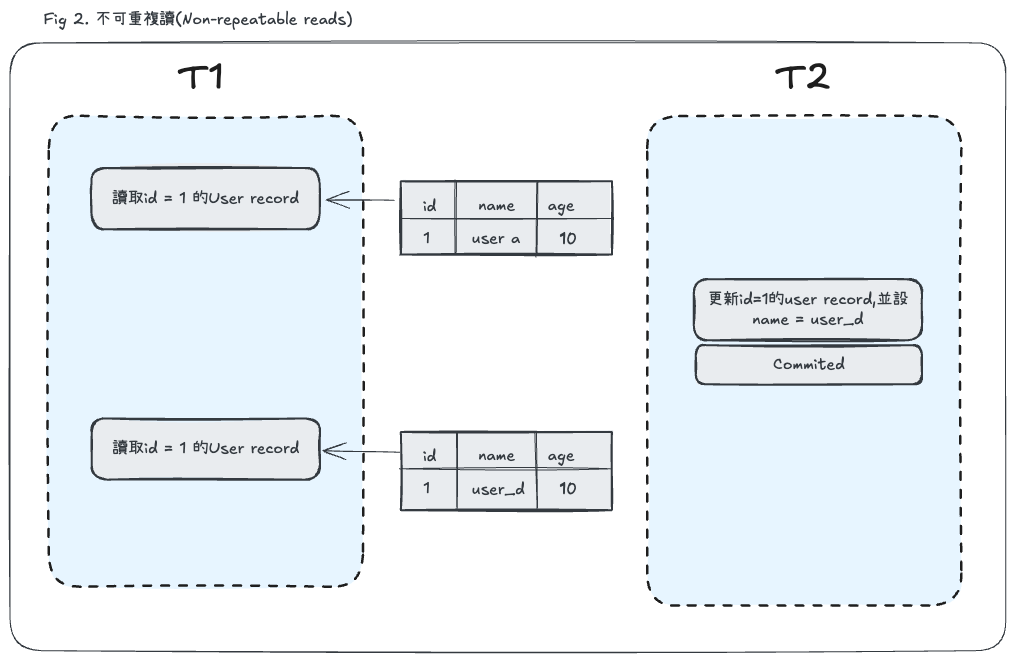 Fig 2. 不可重複讀(Non-repeatable reads)
T1
T2
讀取id = 1 的User record
id name age
1 user a 10
更新id=1的user record,並設
name = user_d
Commited
讀取id = 1 的User record
id name age
1 user_d 10